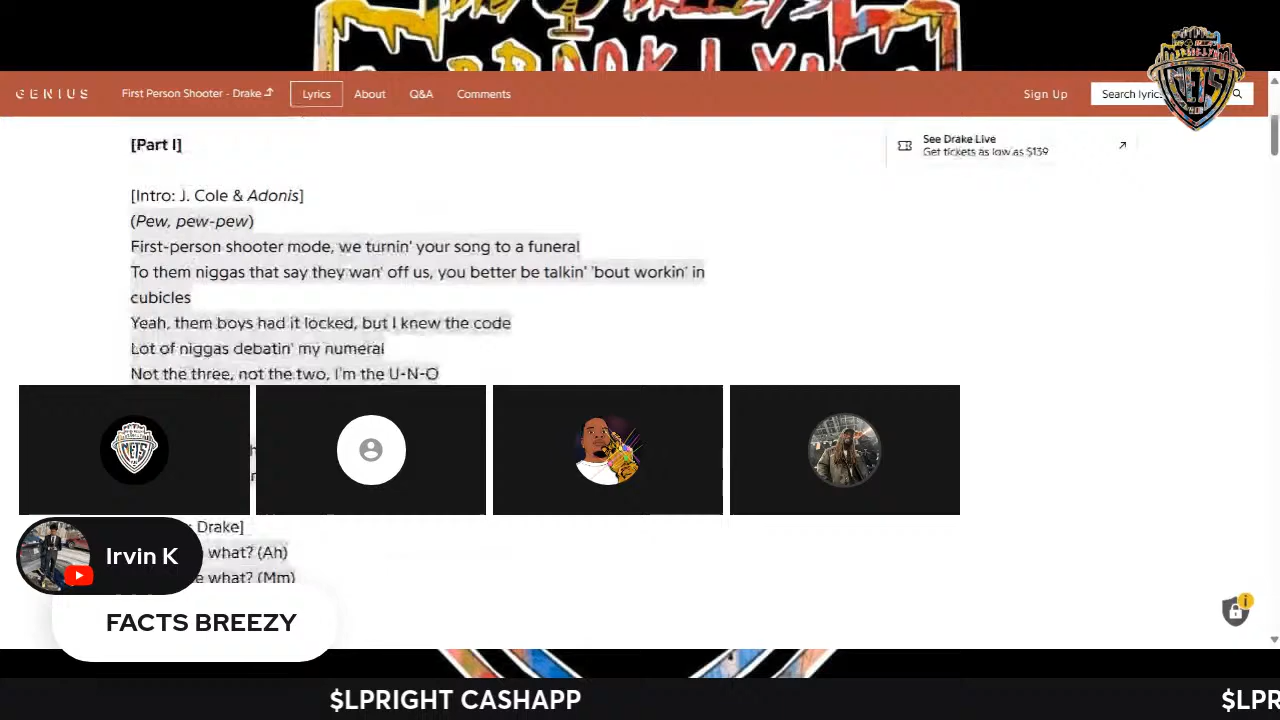 BROOKLYN
GENIUS
First Person Shooter - Drake
Lyrics
About
Q&A
Comments
Sign Up
Search lyrics
[Part I]
See Drake Live
Get tickets as low as $139
[Intro: J. Cole & Adonis]
(Pew, pew-pew)
First-person shooter mode, we turnin' your song to a funeral
To them niggas that say they wan' off us, you better be talkin' 'bout workin' in
cubicles
Yeah, them boys had it locked, but I knew the code
Lot of niggas debatin' my numeral
Not the three, not the two, I'm the U-N-O
Drake]
what? (Ah)
what? (Mm)
Irvin K
FACTS BREEZY
$LPRIGHT CASHAPP
$LPR